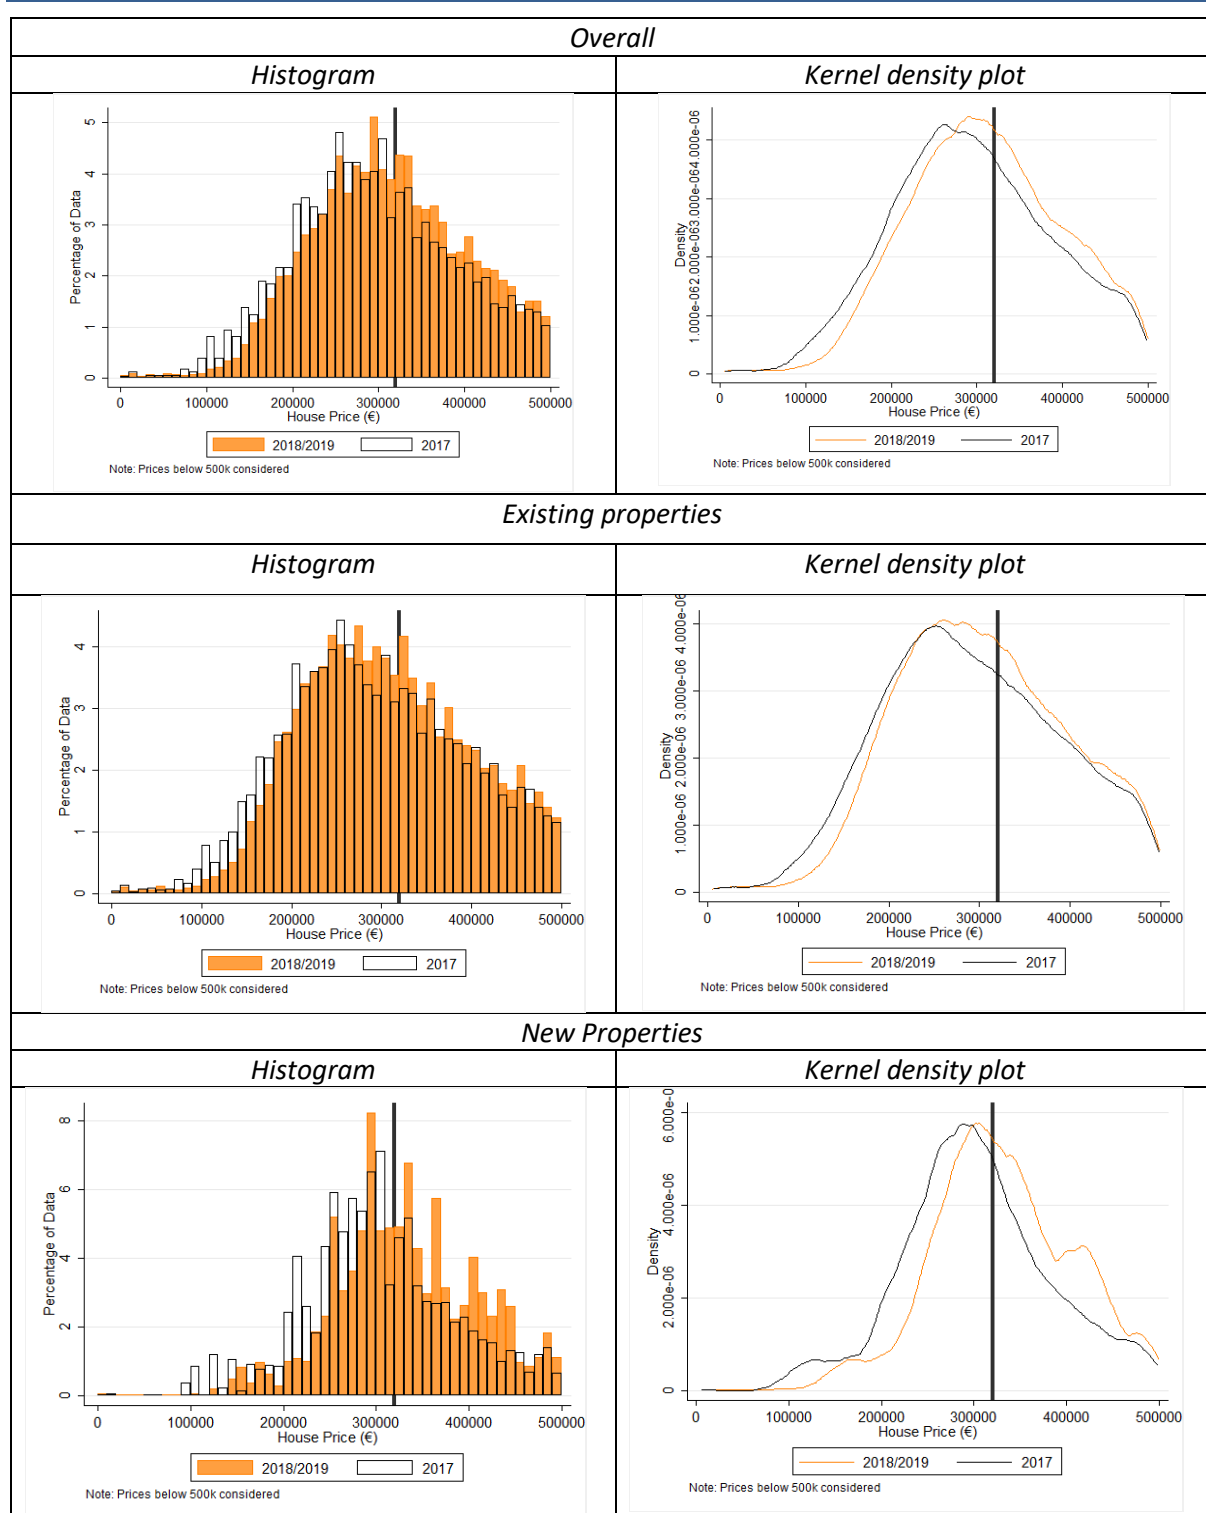 Overall
Histogram
Kernel density plot
5
4
3
2
1
0
Percentage of Data
0 100000 200000 300000 400000 500000
House Price (€)
2018/2019 2017
Note: Prices below 500k considered
0 1.000e-06 2.000e-06 3.000e-06 4.000e-06
Density
0 100000 200000 300000 400000 500000
House Price (€)
2018/2019 2017
Note: Prices below 500k considered
Existing properties
Histogram
Kernel density plot
4
3
2
1
0
Percentage of Data
0 100000 200000 300000 400000 500000
House Price (€)
2018/2019 2017
Note: Prices below 500k considered
0 1.000e-06 2.000e-06 3.000e-06 4.000e-06
Density
0 100000 200000 300000 400000 500000
House Price (€)
2018/2019 2017
Note: Prices below 500k considered
New Properties
Histogram
Kernel density plot
8
6
4
2
0
Percentage of Data
0 100000 200000 300000 400000 500000
House Price (€)
2018/2019 2017
Note: Prices below 500k considered
0 2.000e-06 4.000e-06 6.000e-0
Density
0 100000 200000 300000 400000 500000
House Price (€)
2018/2019 2017
Note: Prices below 500k considered